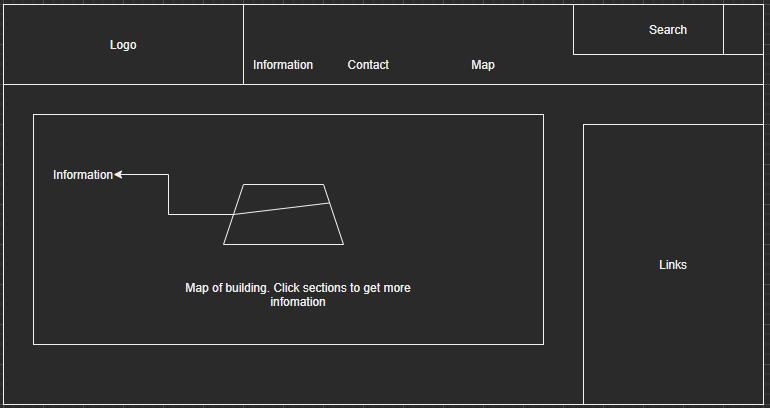 Logo
Search
Information
Contact
Map
Information
Links
Map of building. Click sections to get more
infomation